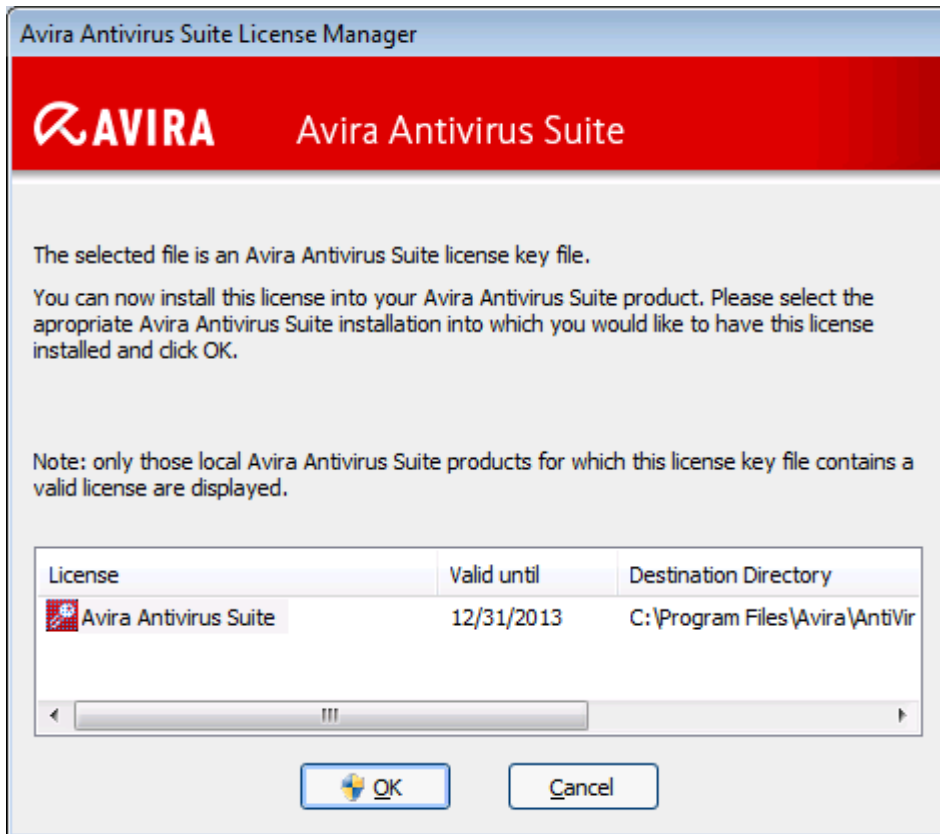 Avira Antivirus Suite License Manager
AVIRA Avira Antivirus Suite
The selected file is an Avira Antivirus Suite license key file.
You can now install this license into your Avira Antivirus Suite product. Please select the
apropriate Avira Antivirus Suite installation into which you would like to have this license
installed and click OK.
Note: only those local Avira Antivirus Suite products for which this license key file contains a
valid license are displayed.
License Valid until Destination Directory
Avira Antivirus Suite 12/31/2013 C:\Program Files\Avira\AntiVir
OK Cancel